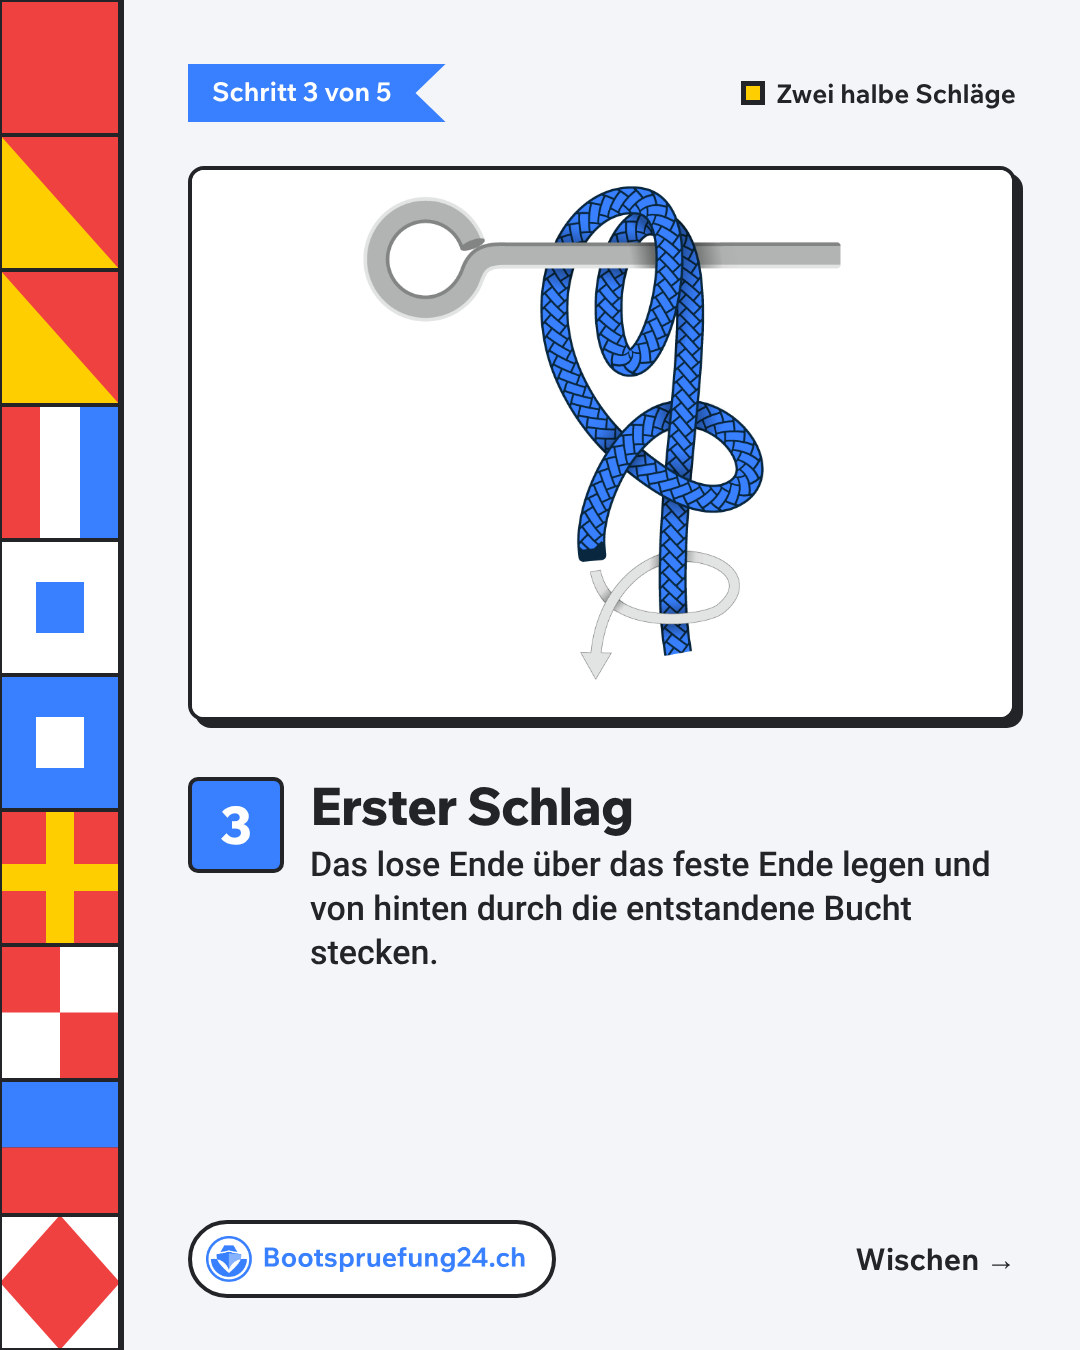 Schritt 3 von 5
Zwei halbe Schläge
3
Erster Schlag
Das lose Ende über das feste Ende legen und
von hinten durch die entstandene Bucht
stecken.
Bootspruefung24.ch
Wischen →